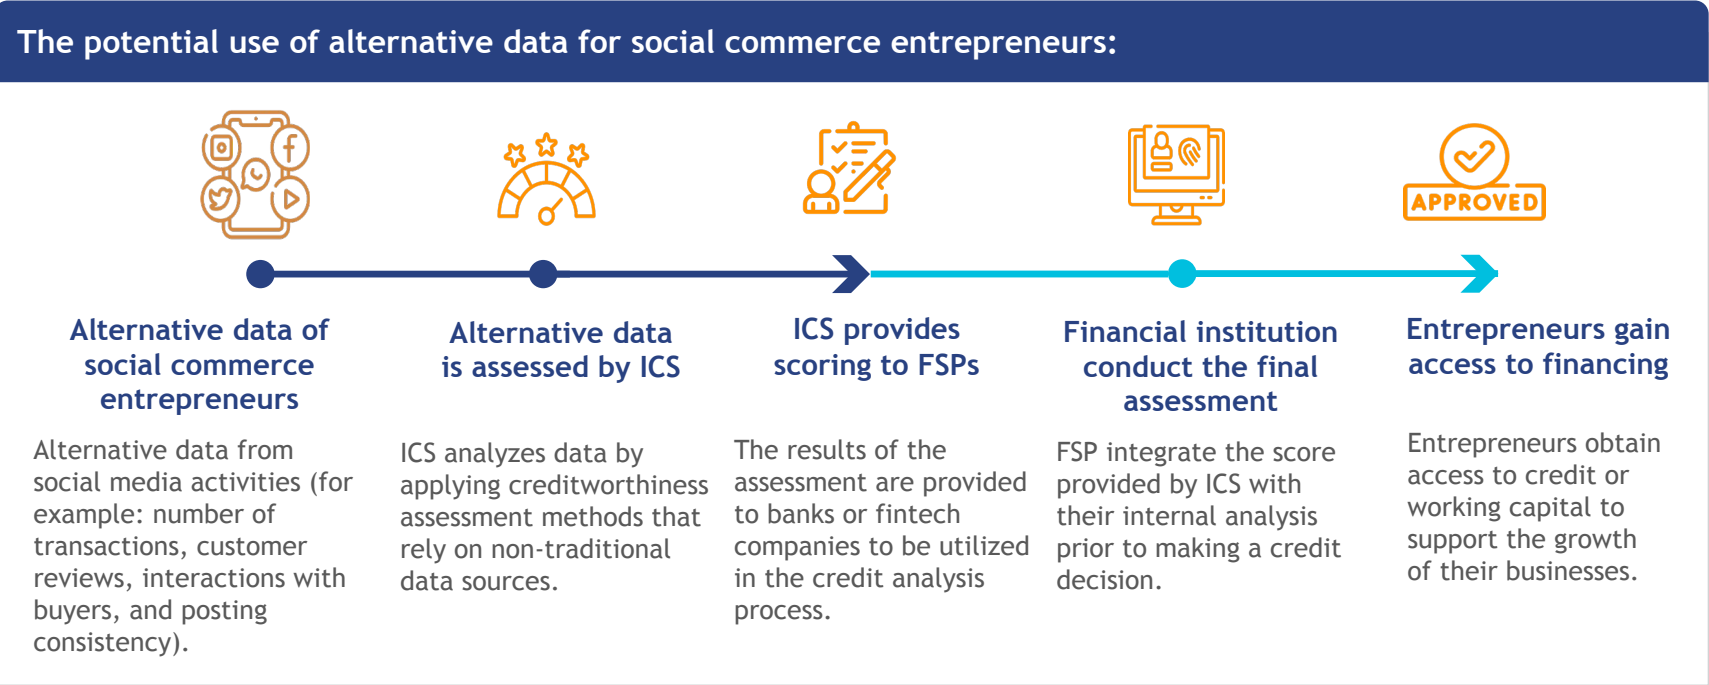 The potential use of alternative data for social commerce entrepreneurs:
APPROVED
Alternative data of
social commerce
entrepreneurs
Alternative data from
social media activities (for
example: number of
transactions, customer
reviews, interactions with
buyers, and posting
consistency).
Alternative data
is assessed by ICS
ICS analyzes data by
applying creditworthiness
assessment methods that
rely on non-traditional
data sources.
ICS provides
scoring to FSPs
The results of the
assessment are provided
to banks or fintech
companies to be utilized
in the credit analysis
process.
Financial institution
conduct the final
assessment
FSP integrate the score
provided by ICS with
their internal analysis
prior to making a credit
decision.
Entrepreneurs gain
access to financing
Entrepreneurs obtain
access to credit or
working capital to
support the growth
of their businesses.